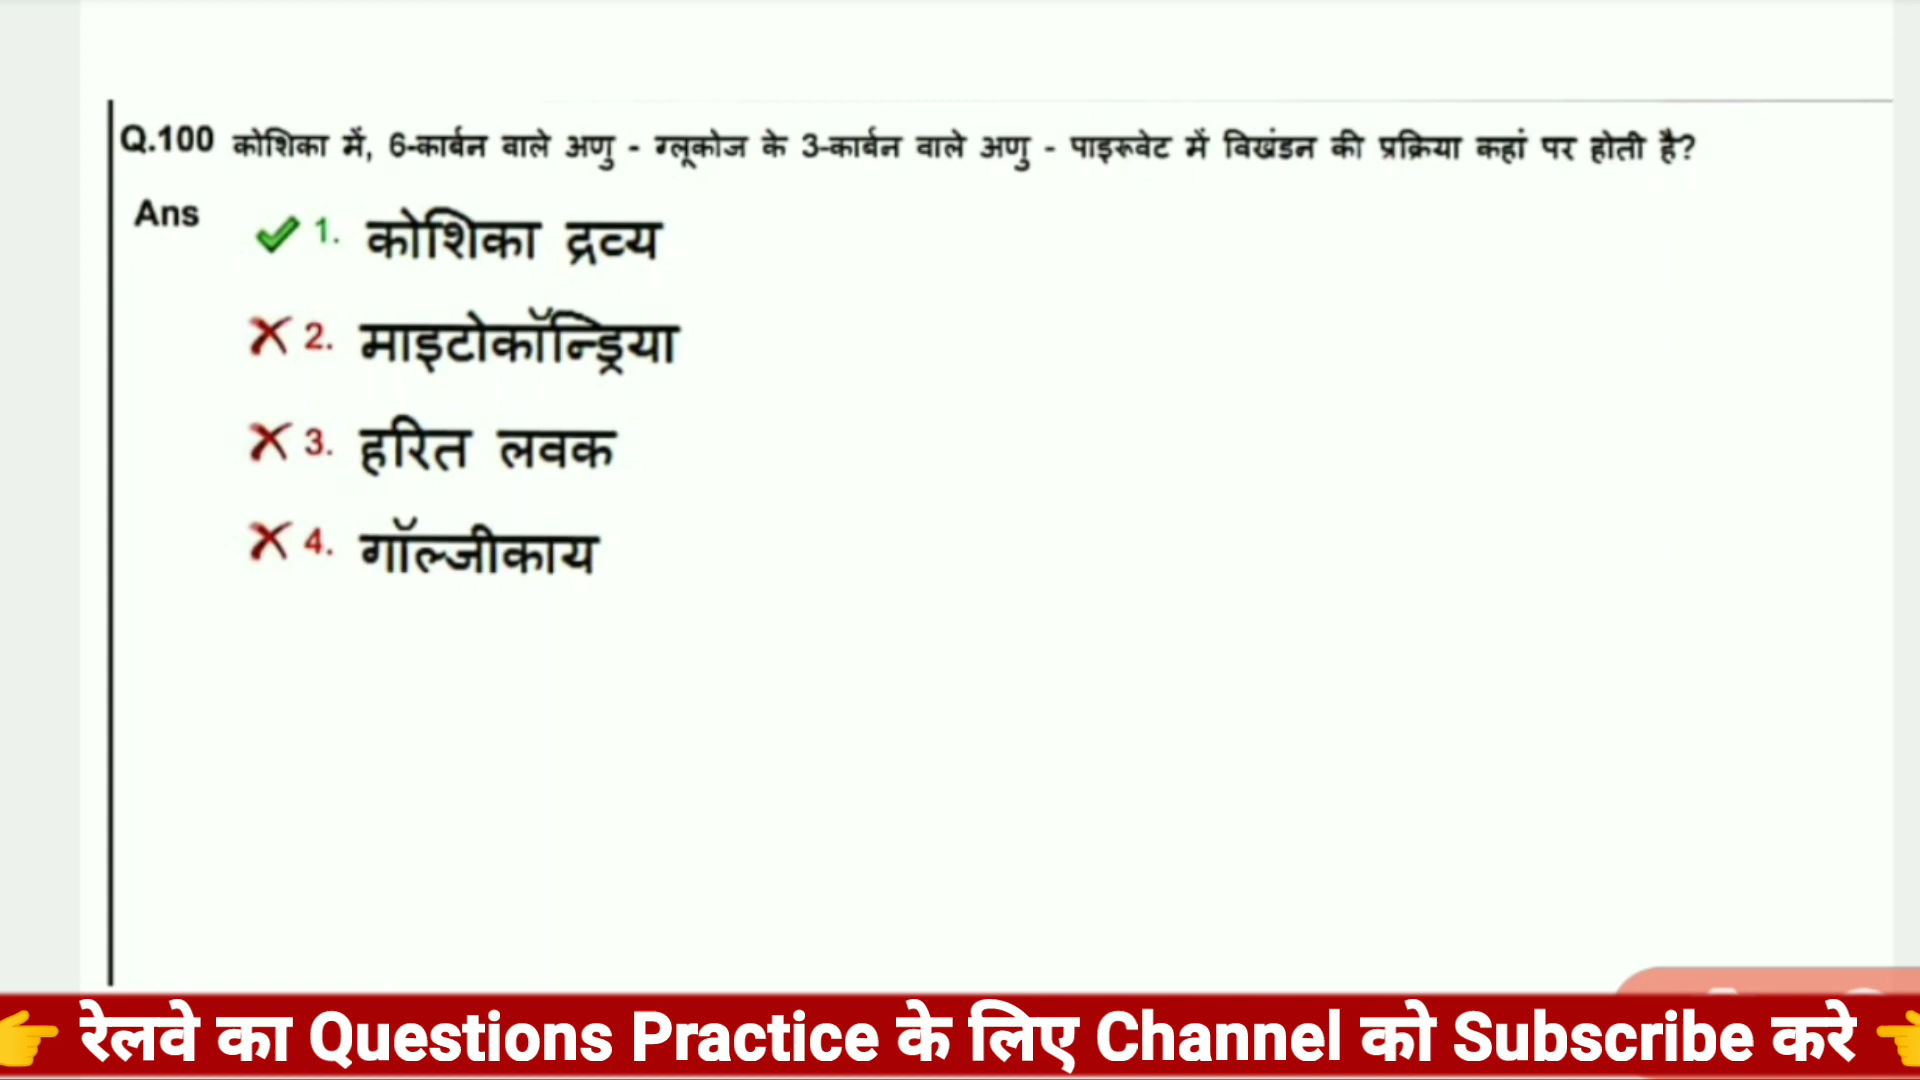 Q.100 कोशिका में, 6-कार्बन वाले अणु - ग्लूकोज के 3-कार्बन वाले अणु - पाइरूवेट में विखंडन की प्रक्रिया कहां पर होती है?
Ans
1. कोशिका द्रव्य
2. माइटोकॉन्ड्रिया
3. हरित लवक
4. गॉल्जीकाय
रेलवे का Questions Practice के लिए Channel को Subscribe करे